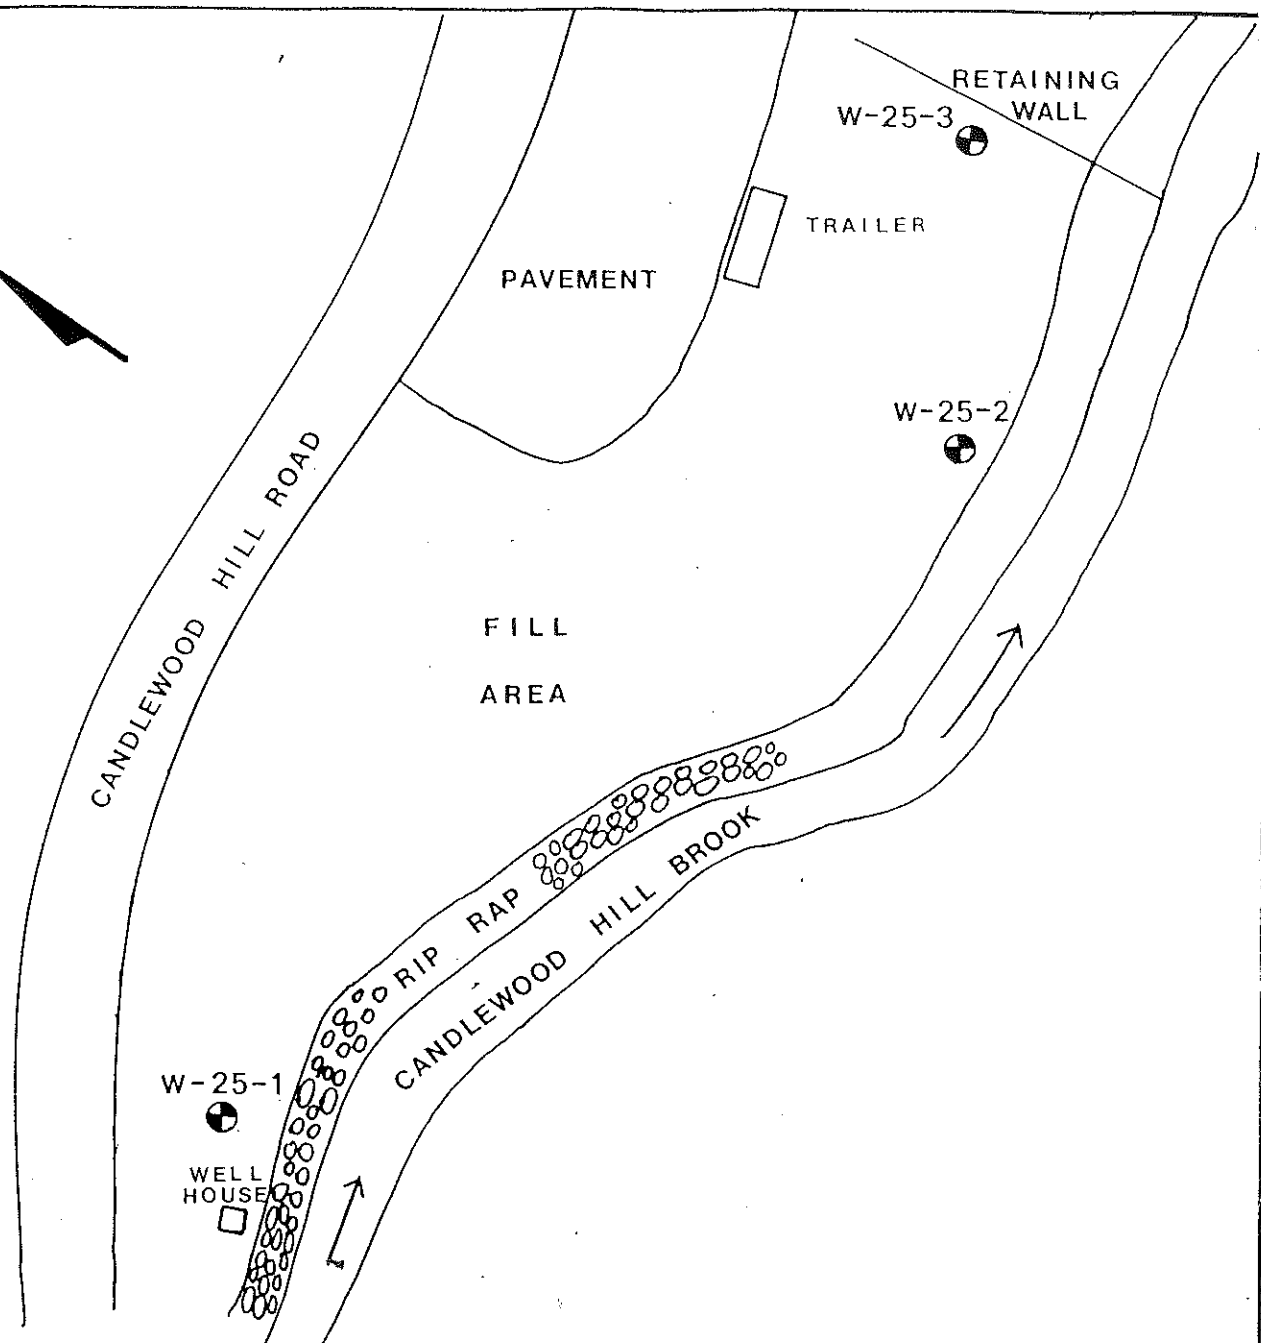 RETAINING
WALL
W-25-3
TRAILER
PAVEMENT
W-25-2
CANDLEWOOD HILL ROAD
FILL
AREA
RIP RAP
CANDLEWOOD HILL BROOK
W-25-1
WELL
HOUSE